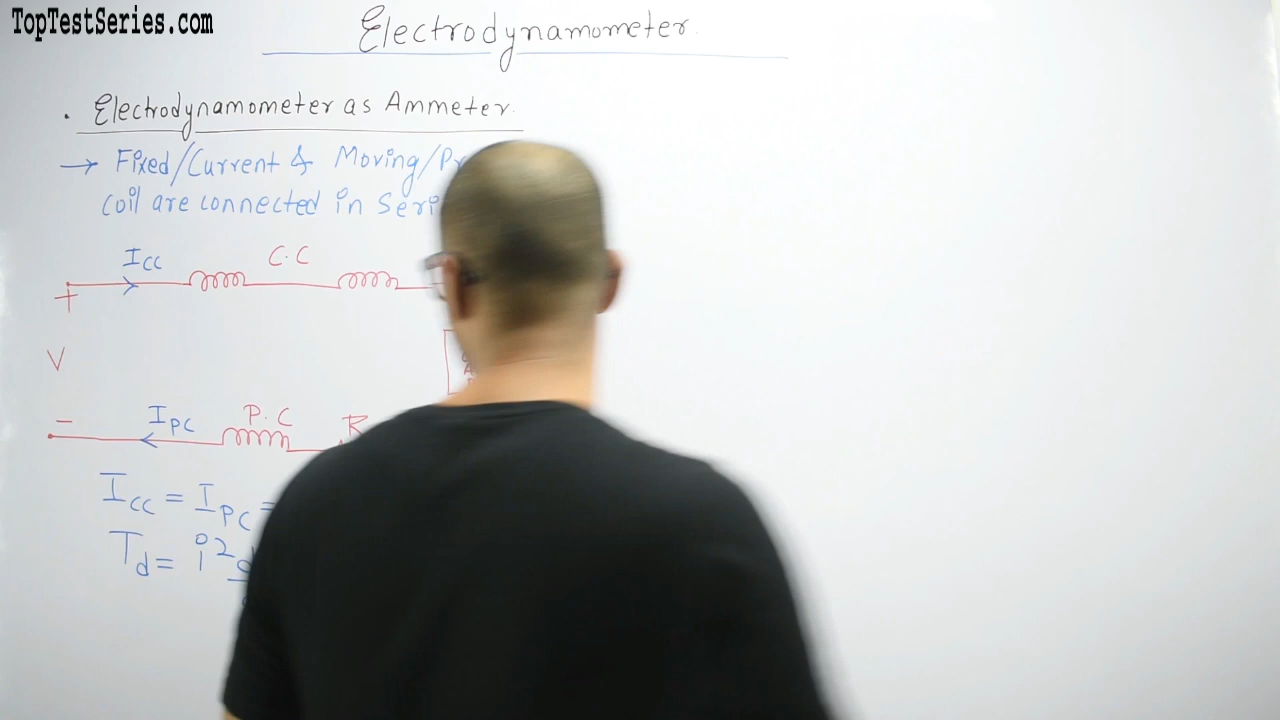 TopTestSeries.com
Electrodynamometer
. Electrodynamometer as Ammeter.
→ Fixed/Current & Moving/
coil are connected in
I_CC C.C
+
V
- I_PC P.C R
I_CC = I_PC =
T_d = i²